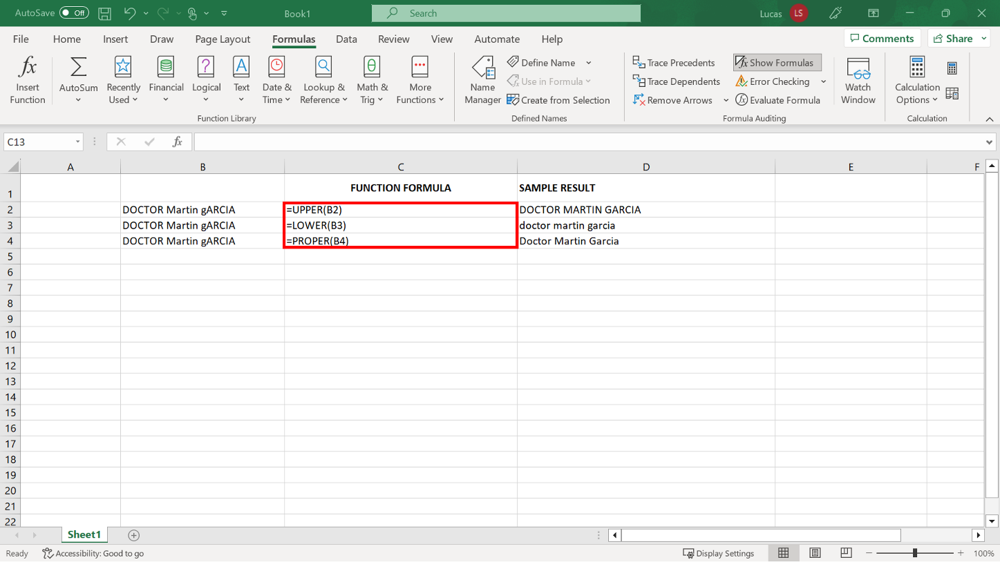 AutoSave Off Book1 Search Lucas LS
File Home Insert Draw Page Layout Formulas Data Review View Automate Help Comments Share
Insert Function
AutoSum
Recently Used
Financial
Logical
Text
Date & Time
Lookup & Reference
Math & Trig
More Functions
Function Library
Name Manager
Define Name
Use in Formula
Create from Selection
Defined Names
Trace Precedents
Trace Dependents
Remove Arrows
Show Formulas
Error Checking
Evaluate Formula
Formula Auditing
Watch Window
Calculation Options
Calculation
C13 fx
A B C D E F
1 FUNCTION FORMULA SAMPLE RESULT
2 DOCTOR Martin gARCIA =UPPER(B2) DOCTOR MARTIN GARCIA
3 DOCTOR Martin gARCIA =LOWER(B3) doctor martin garcia
4 DOCTOR Martin gARCIA =PROPER(B4) Doctor Martin Garcia
5
6
7
8
9
10
11
12
13
14
15
16
17
18
19
20
21
22
Sheet1
Ready Accessibility: Good to go Display Settings 100%